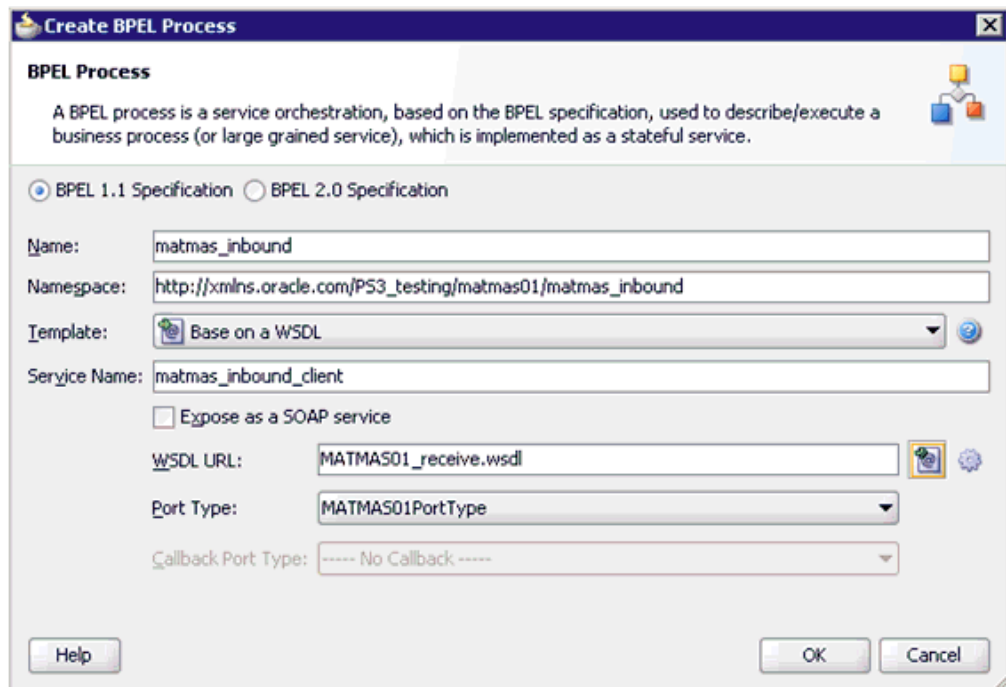 Create BPEL Process
BPEL Process
A BPEL process is a service orchestration, based on the BPEL specification, used to describe/execute a
business process (or large grained service), which is implemented as a stateful service.
BPEL 1.1 Specification BPEL 2.0 Specification
Name: matmas_inbound
Namespace: http://xmlns.oracle.com/PS3_testing/matmas01/matmas_inbound
Template: Base on a WSDL
Service Name: matmas_inbound_client
Expose as a SOAP service
WSDL URL: MATMAS01_receive.wsdl
Port Type: MATMAS01PortType
Callback Port Type: ----- No Callback -----
Help OK Cancel